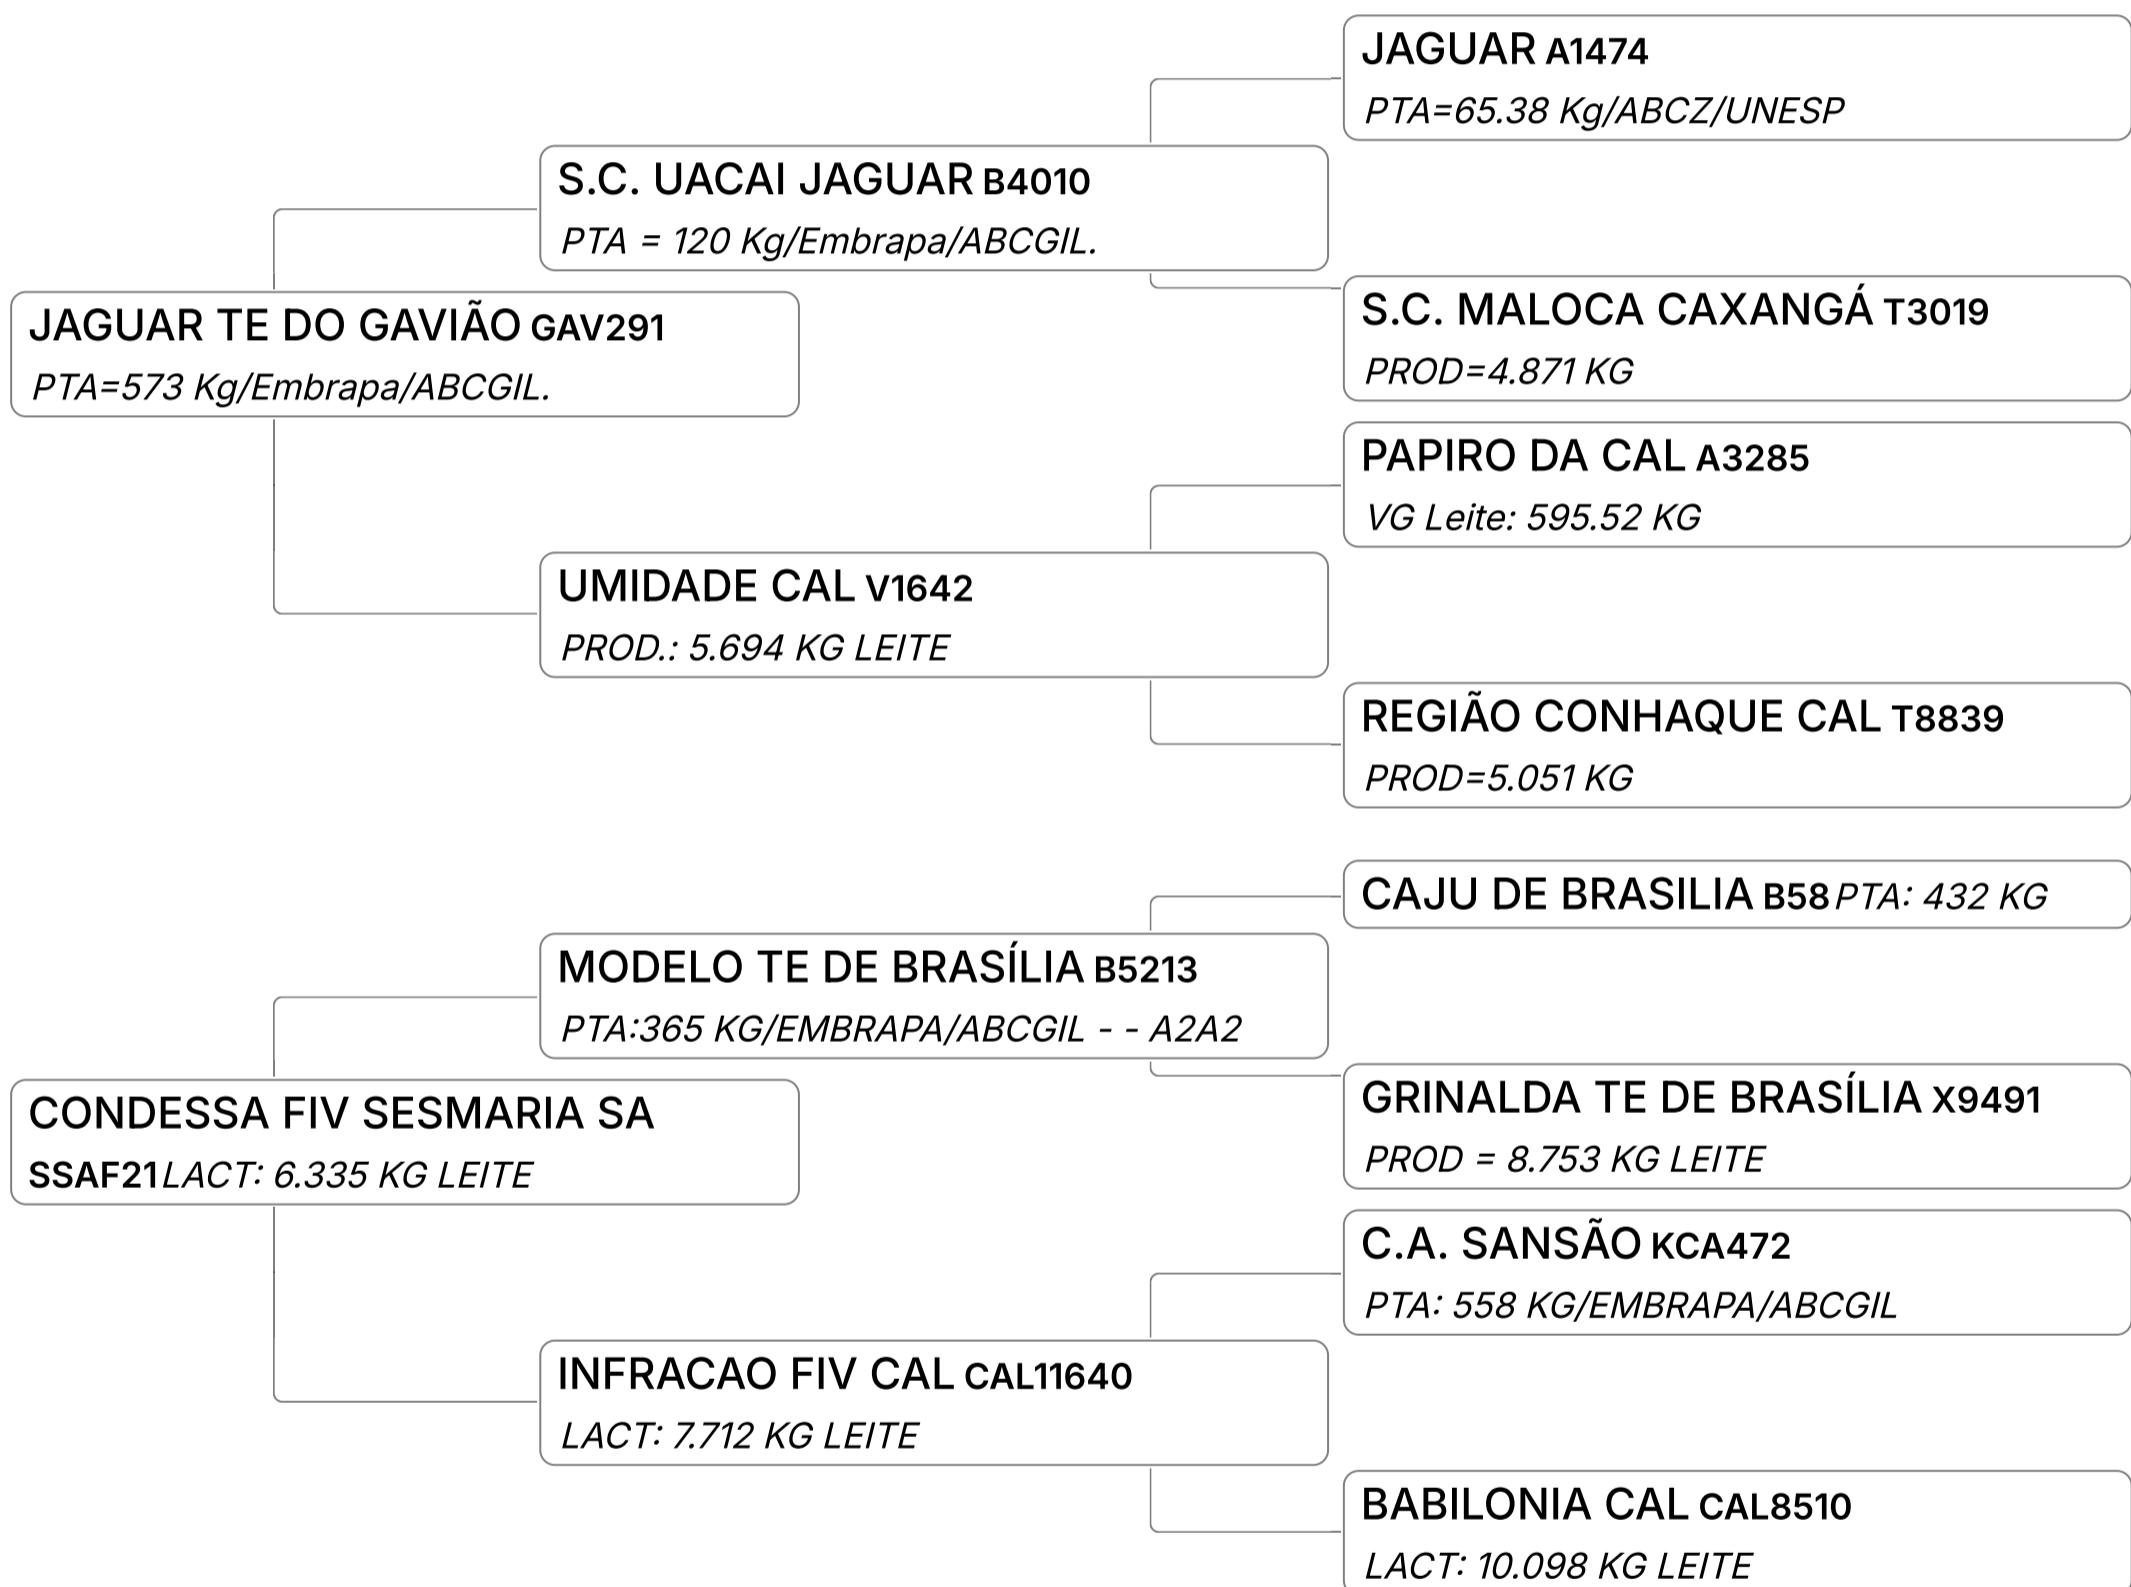 JAGUAR A1474
PTA=65.38 Kg/ABCZ/UNESP
S.C. UACAI JAGUAR B4010
PTA = 120 Kg/Embrapa/ABCGIL.
S.C. MALOCA CAXANGÁ T3019
PROD=4.871 KG
JAGUAR TE DO GAVIÃO GAV291
PTA=573 Kg/Embrapa/ABCGIL.
PAPIRO DA CAL A3285
VG Leite: 595.52 KG
UMIDADE CAL V1642
PROD.: 5.694 KG LEITE
REGIÃO CONHAQUE CAL T8839
PROD=5.051 KG
CAJU DE BRASILIA B58 PTA: 432 KG
MODELO TE DE BRASÍLIA B5213
PTA:365 KG/EMBRAPA/ABCGIL - - A2A2
GRINALDA TE DE BRASÍLIA X9491
PROD = 8.753 KG LEITE
CONDESSA FIV SESMARIA SA
SSAF21 LACT: 6.335 KG LEITE
C.A. SANSÃO KCA472
PTA: 558 KG/EMBRAPA/ABCGIL
INFRACAO FIV CAL CAL11640
LACT: 7.712 KG LEITE
BABILONIA CAL CAL8510
LACT: 10.098 KG LEITE